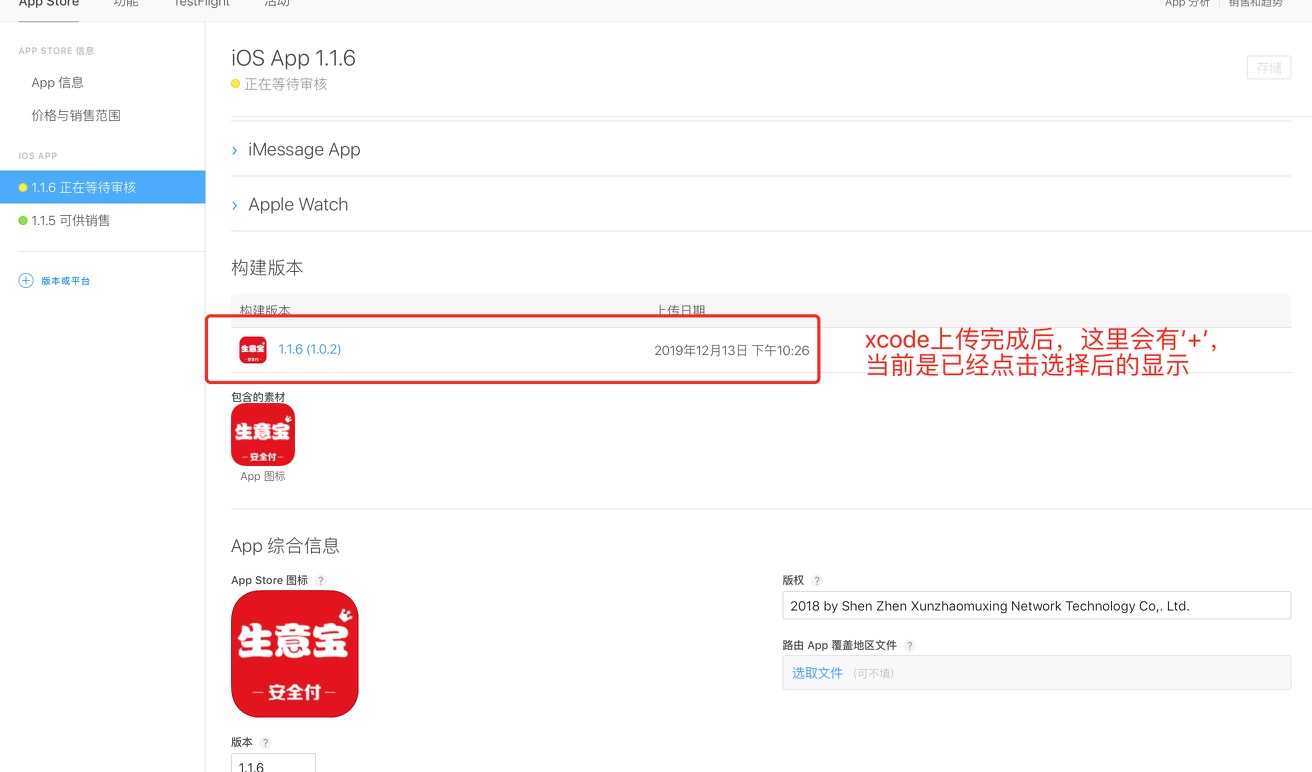 App Store 功能 TestFlight 活动 App 分析 销售和趋势
APP STORE 信息
App 信息
价格与销售范围
IOS APP
1.1.6 正在等待审核
1.1.5 可供销售
版本或平台
iOS App 1.1.6
正在等待审核
存储
iMessage App
Apple Watch
构建版本
构建版本 上传日期
生意宝
安全付
1.1.6 (1.0.2) 2019年12月13日 下午10:26
xcode上传完成后，这里会有‘+’，
当前是已经点击选择后的显示
包含的素材
生意宝
安全付
App 图标
App 综合信息
App Store 图标 ?
生意宝
安全付
版本 ?
1.1.6
版权 ?
2018 by Shen Zhen Xunzhaomuxing Network Technology Co,. Ltd.
路由 App 覆盖地区文件 ?
选取文件 (可不填)